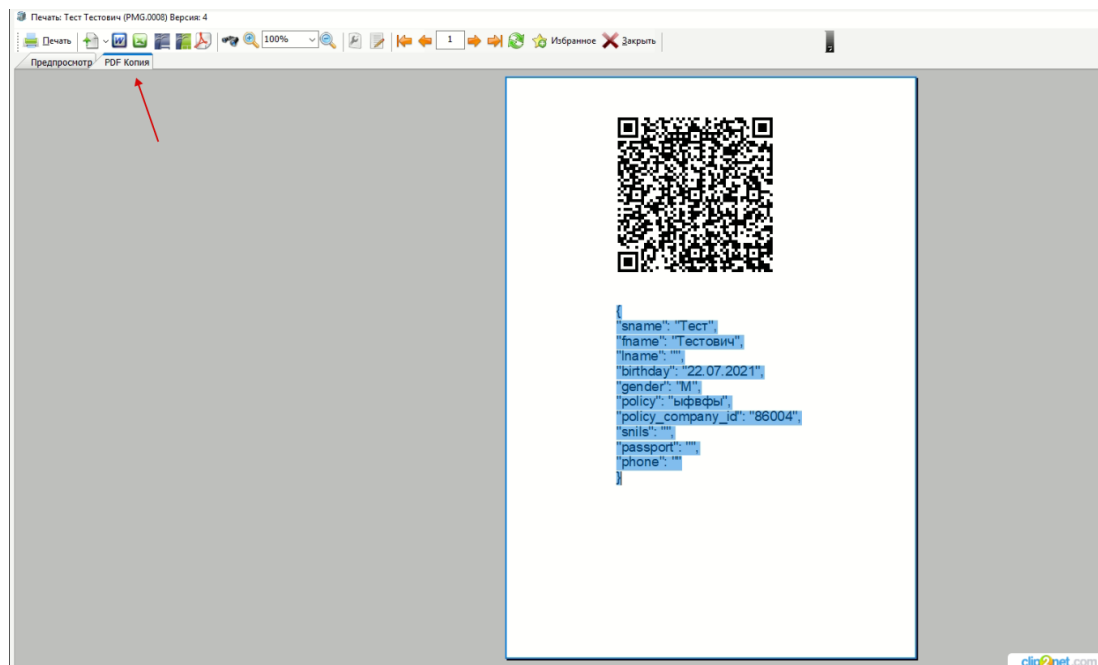 Печать: Тест Тестович (PMG.0008) Версия: 4
Печать 100% 1 Избранное Закрыть
Предпросмотр PDF Копия
{
"sname": "Тест",
"fname": "Тестович",
"lname": "",
"birthday": "22.07.2021",
"gender": "М",
"policy": "ыфвфы",
"policy_company_id": "86004",
"snils": "",
"passport": "",
"phone": ""
}
clip2net.com